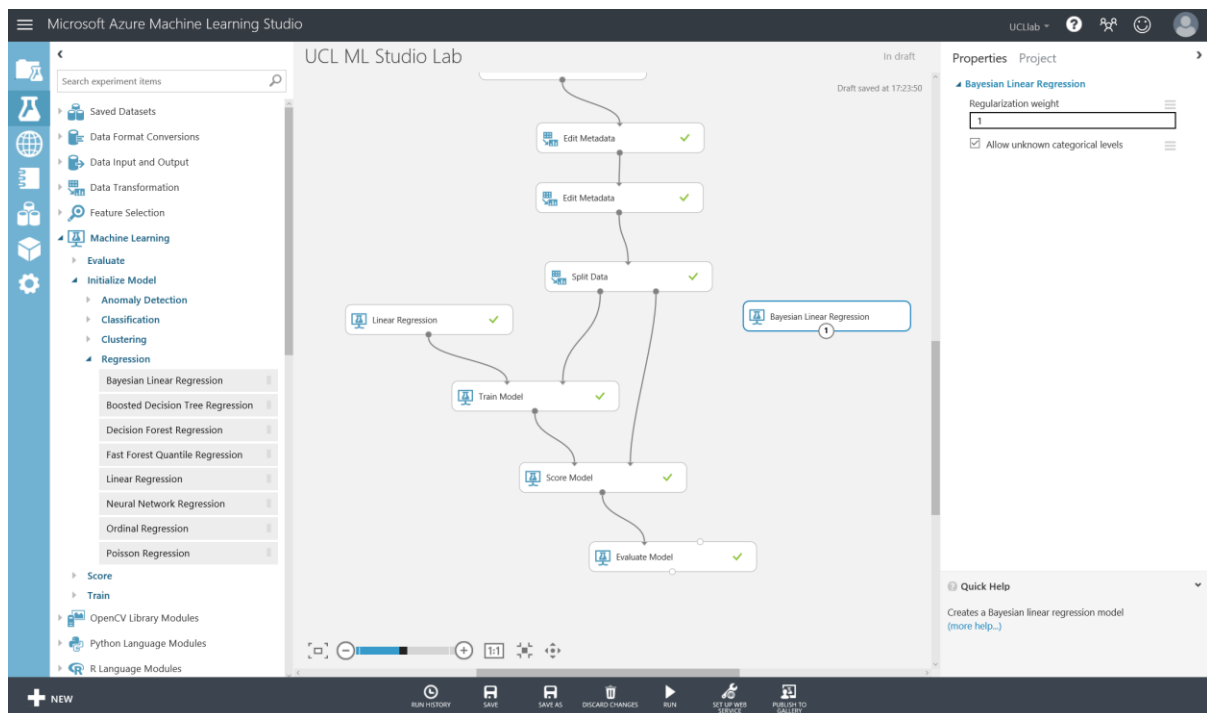 Microsoft Azure Machine Learning Studio
UCLlab
?
Search experiment items
Saved Datasets
Data Format Conversions
Data Input and Output
Data Transformation
Feature Selection
Machine Learning
Evaluate
Initialize Model
Anomaly Detection
Classification
Clustering
Regression
Bayesian Linear Regression
Boosted Decision Tree Regression
Decision Forest Regression
Fast Forest Quantile Regression
Linear Regression
Neural Network Regression
Ordinal Regression
Poisson Regression
Score
Train
OpenCV Library Modules
Python Language Modules
R Language Modules
UCL ML Studio Lab
In draft
Draft saved at 17:23:50
Edit Metadata
Edit Metadata
Split Data
Linear Regression
Bayesian Linear Regression
1
Train Model
Score Model
Evaluate Model
1:1
Properties Project
Bayesian Linear Regression
Regularization weight
1
Allow unknown categorical levels
Quick Help
Creates a Bayesian linear regression model
(more help...)
NEW
RUN HISTORY
SAVE
SAVE AS
DISCARD CHANGES
RUN
SET UP WEB
SERVICE
PUBLISH TO
GALLERY